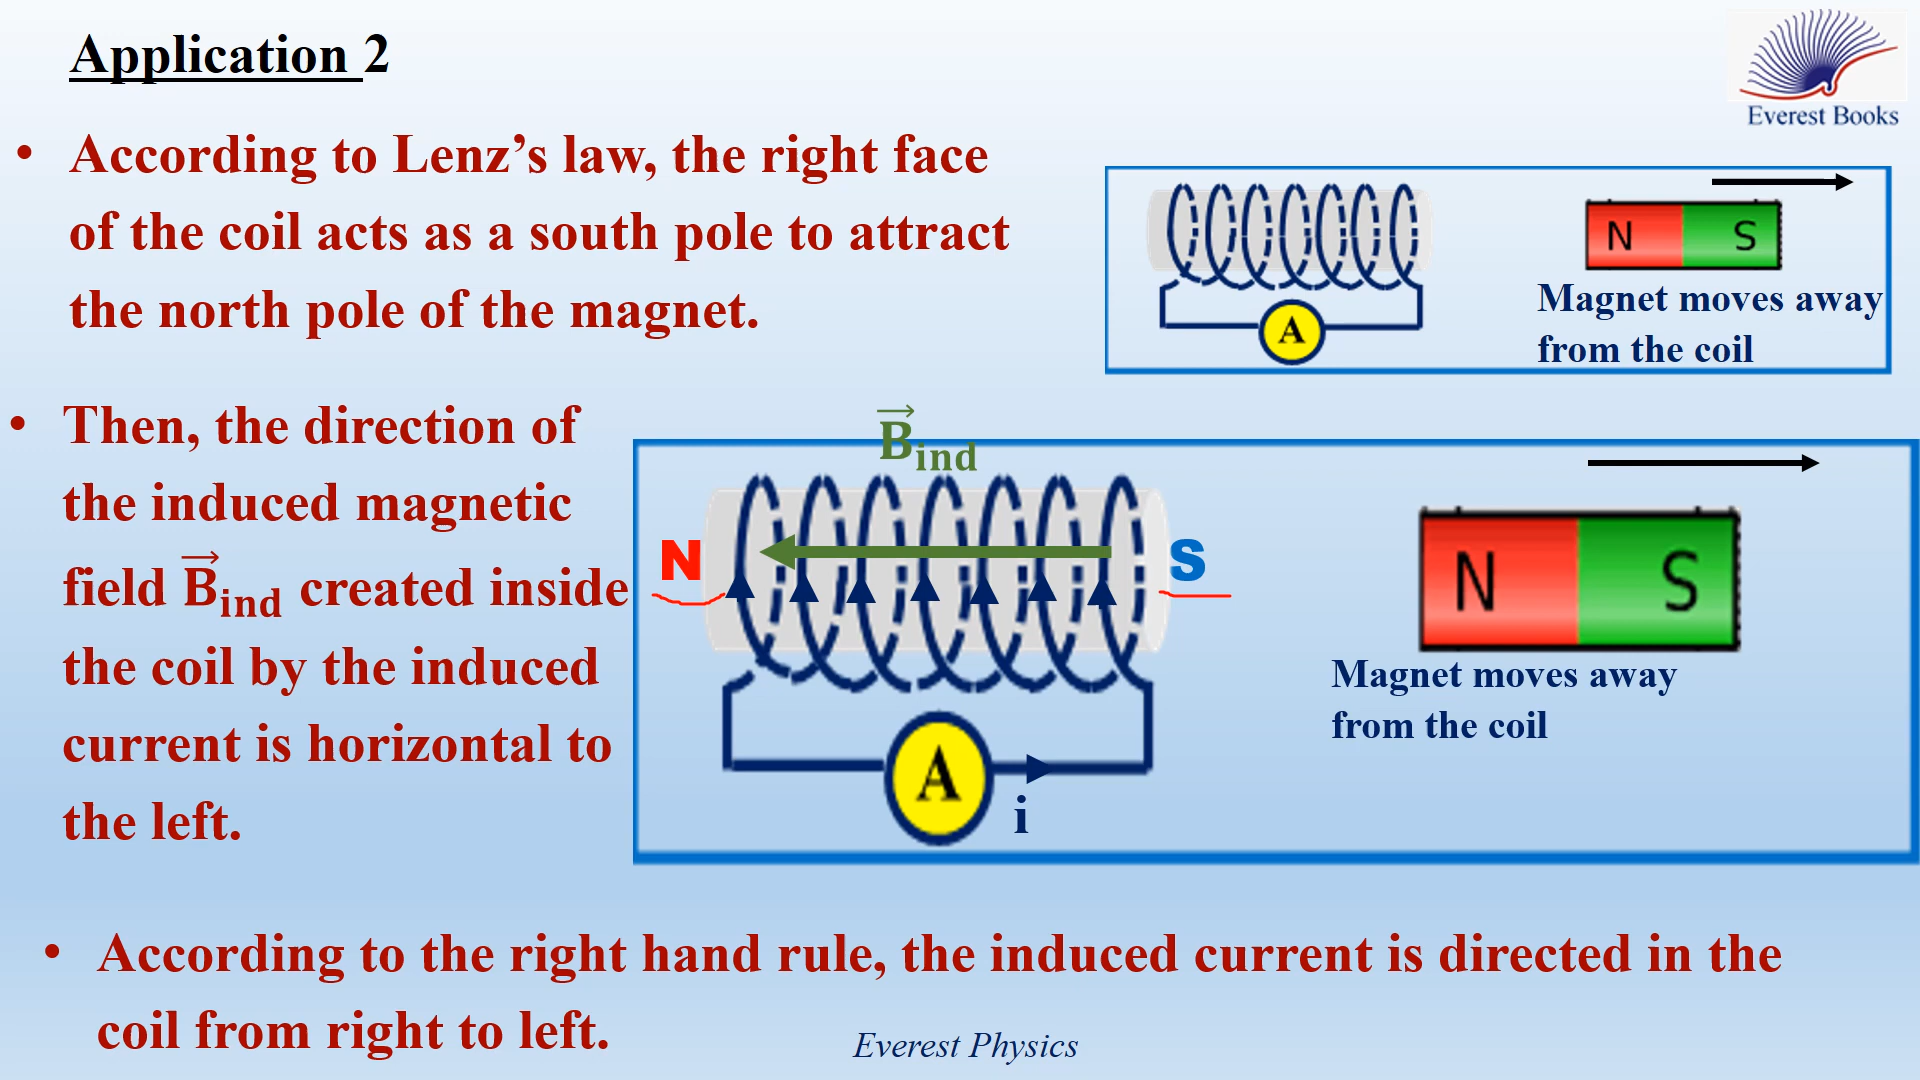 Application 2
Everest Books
• According to Lenz’s law, the right face
of the coil acts as a south pole to attract
the north pole of the magnet.
N S
Magnet moves away
from the coil
A
• Then, the direction of
the induced magnetic
field B⃗ind created inside
the coil by the induced
current is horizontal to
the left.
B⃗ind
N S
N S
Magnet moves away
from the coil
A
i
• According to the right hand rule, the induced current is directed in the
coil from right to left.
Everest Physics